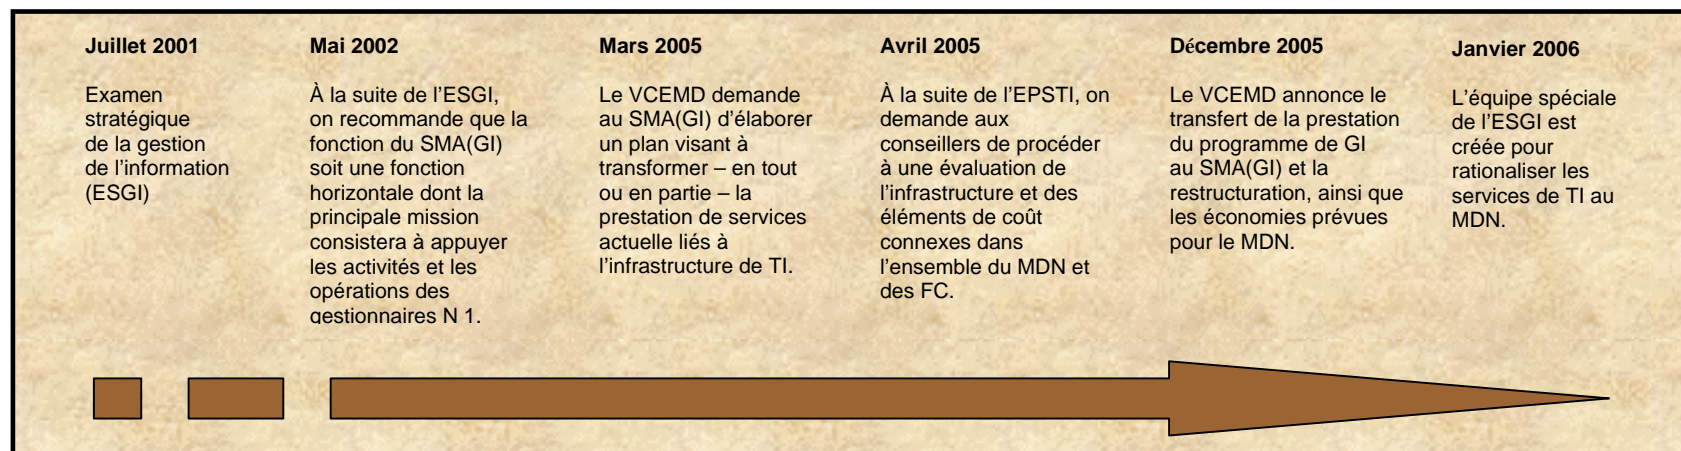 Juillet 2001
Examen
stratégique
de la gestion
de l’information
(ESGI)
Mai 2002
À la suite de l’ESGI,
on recommande que la
fonction du SMA(GI)
soit une fonction
horizontale dont la
principale mission
consistera à appuyer
les activités et les
opérations des
gestionnaires N 1.
Mars 2005
Le VCEMD demande
au SMA(GI) d’élaborer
un plan visant à
transformer – en tout
ou en partie – la
prestation de services
actuelle liés à
l’infrastructure de TI.
Avril 2005
À la suite de l’EPSTI, on
demande aux
conseillers de procéder
à une évaluation de
l’infrastructure et des
éléments de coût
connexes dans
l’ensemble du MDN et
des FC.
Décembre 2005
Le VCEMD annonce le
transfert de la prestation
du programme de GI
au SMA(GI) et la
restructuration, ainsi que
les économies prévues
pour le MDN.
Janvier 2006
L’équipe spéciale
de l’ESGI est
créée pour
rationaliser les
services de TI au
MDN.